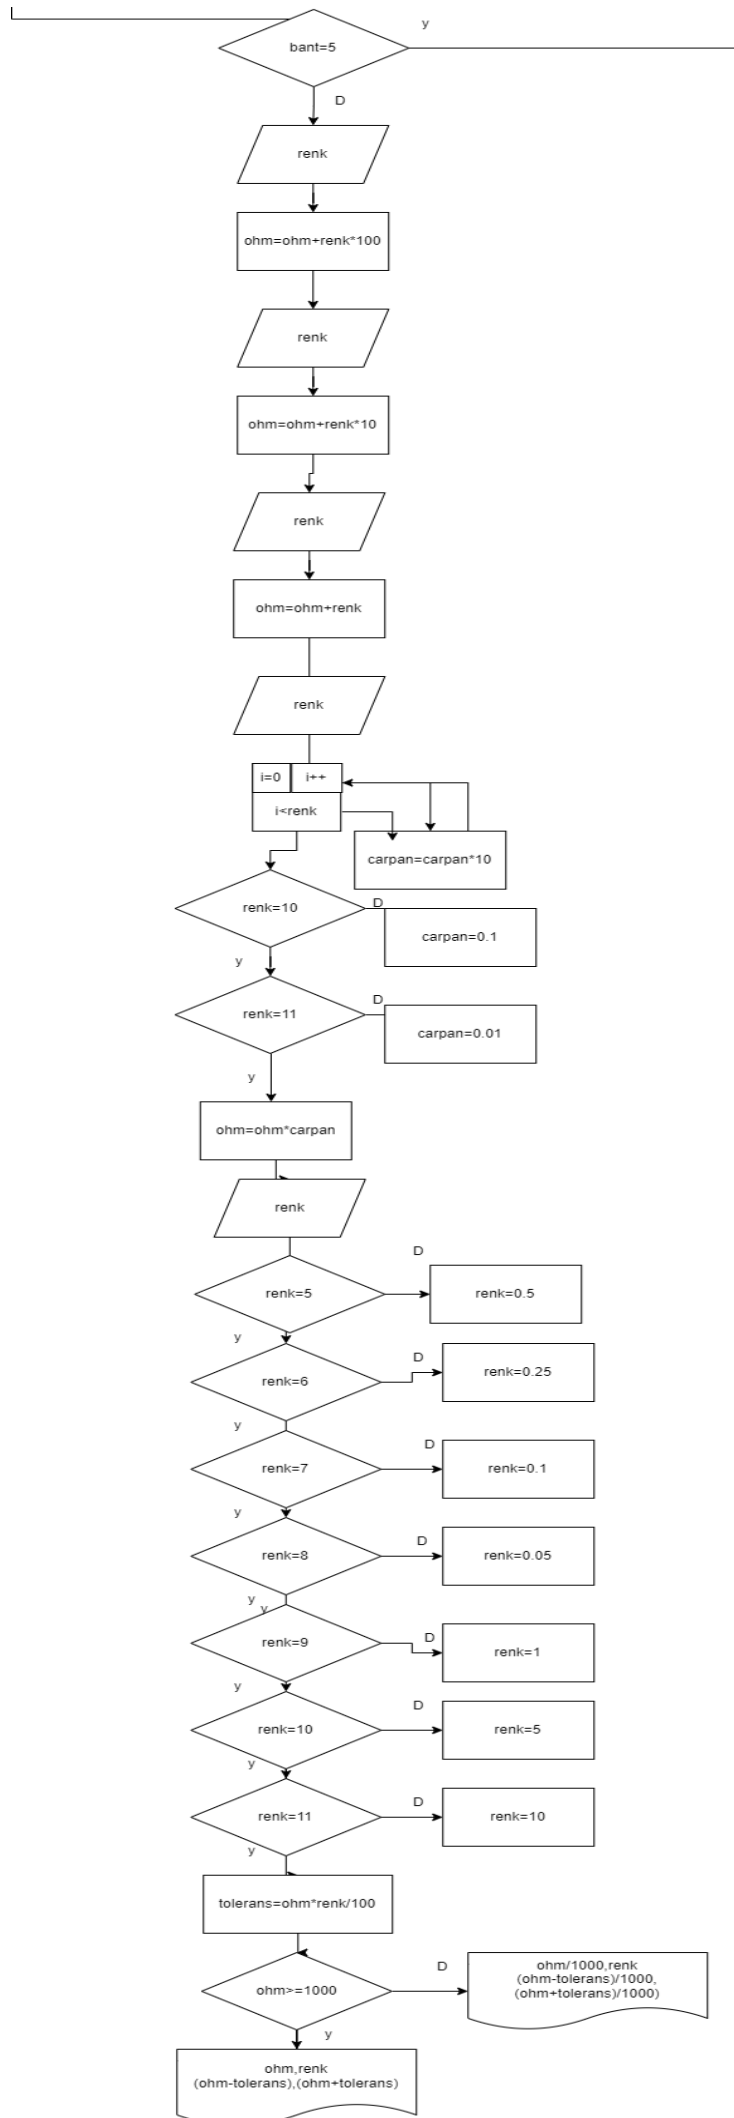 y
bant=5
D
renk
ohm=ohm+renk*100
renk
ohm=ohm+renk*10
renk
ohm=ohm+renk
renk
i=0 i++
i<renk
carpan=carpan*10
renk=10
D
carpan=0.1
y
renk=11
D
carpan=0.01
y
ohm=ohm*carpan
renk
D
renk=5
renk=0.5
y
D
renk=6
renk=0.25
y
D
renk=7
renk=0.1
y
D
renk=8
renk=0.05
y
y
D
renk=9
renk=1
y
D
renk=10
renk=5
y
D
renk=11
renk=10
y
tolerans=ohm*renk/100
D
ohm>=1000
ohm/1000,renk
(ohm-tolerans)/1000,
(ohm+tolerans)/1000)
y
ohm,renk
(ohm-tolerans),(ohm+tolerans)